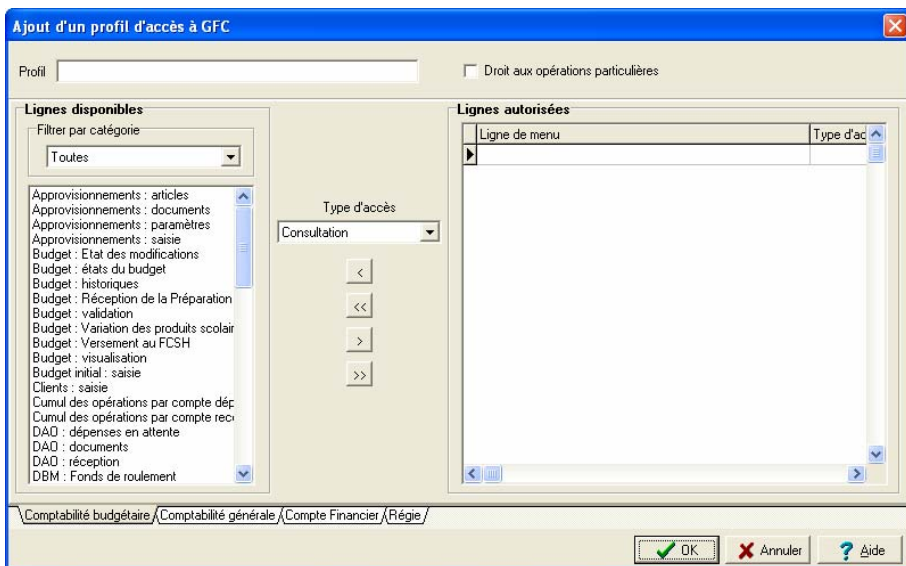 Ajout d'un profil d'accès à GFC
Profil
Droit aux opérations particulières
Lignes disponibles
Filtrer par catégorie
Toutes
Approvisionnements : articles
Approvisionnements : documents
Approvisionnements : paramètres
Approvisionnements : saisie
Budget : Etat des modifications
Budget : états du budget
Budget : historiques
Budget : Réception de la Préparation
Budget : validation
Budget : Variation des produits scolair
Budget : Versement au FCSH
Budget : visualisation
Budget initial : saisie
Clients : saisie
Cumul des opérations par compte dép
Cumul des opérations par compte rec
DAO : dépenses en attente
DAO : documents
DAO : réception
DBM : Fonds de roulement
Type d'accès
Consultation
<
<<
>
>>
Lignes autorisées
Ligne de menu Type d'ac
Comptabilité budgétaire Comptabilité générale Compte Financier Régie
OK Annuler ? Aide